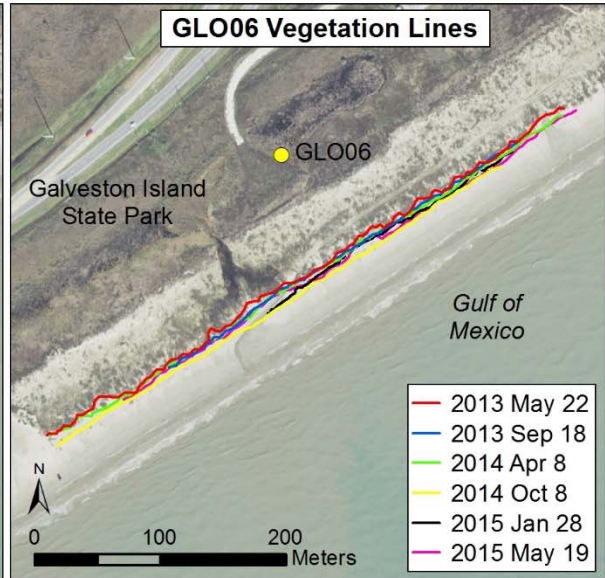 GLO06 Vegetation Lines
GLO06
Galveston Island
State Park
Gulf of
Mexico
2013 May 22
2013 Sep 18
2014 Apr 8
2014 Oct 8
2015 Jan 28
2015 May 19
N
0 100 200
Meters